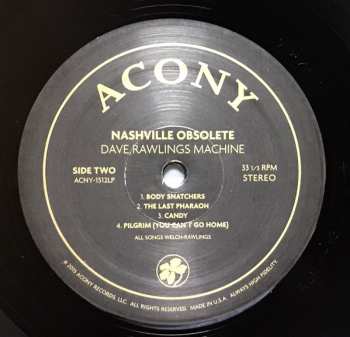 ACONY
NASHVILLE OBSOLETE
DAVE RAWLINGS MACHINE
SIDE TWO
ACNY-1512LP
33 1/3 RPM
STEREO
1. BODY SNATCHERS
2. THE LAST PHARAOH
3. CANDY
4. PILGRIM (YOU CAN'T GO HOME)
ALL SONGS WELCH-RAWLINGS
℗ 2015 ACONY RECORDS LLC. ALL RIGHTS RESERVED. MADE IN U.S.A. ALWAYS HIGH FIDELITY.